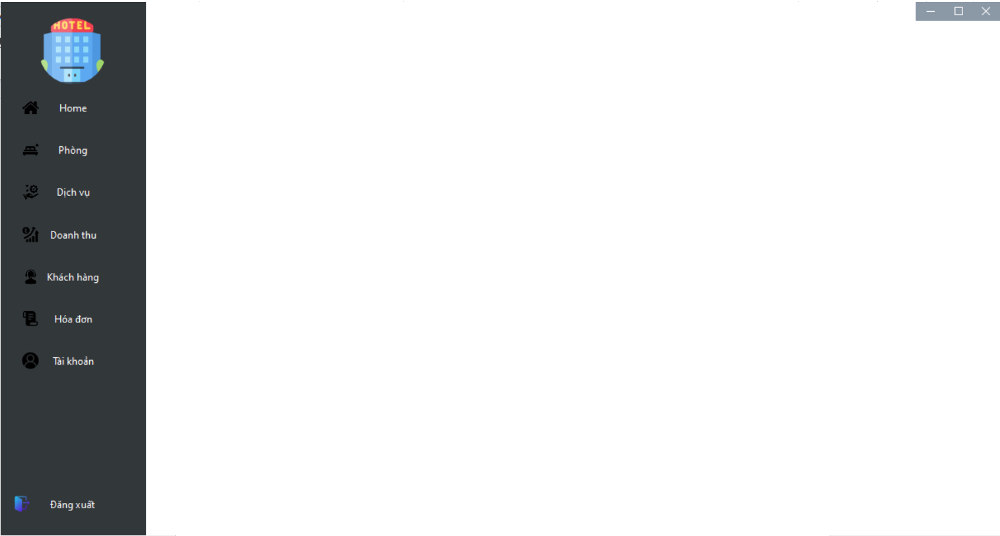 HOTEL
Home
Phòng
Dịch vụ
Doanh thu
Khách hàng
Hóa đơn
Tài khoản
Đăng xuất